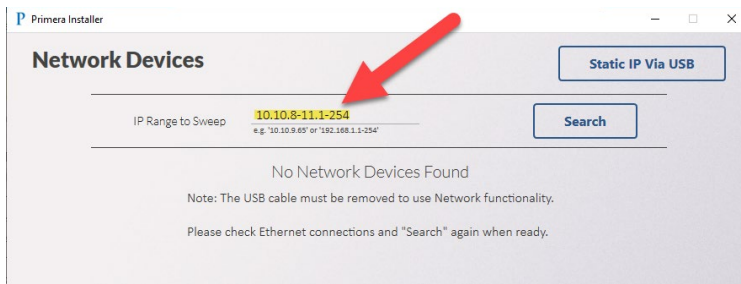 Primera Installer
Network Devices
Static IP Via USB
IP Range to Sweep
10.10.8-11.1-254
e.g. '10.10.9.65' or '192.168.1.1-254'
Search
No Network Devices Found
Note: The USB cable must be removed to use Network functionality.
Please check Ethernet connections and "Search" again when ready.